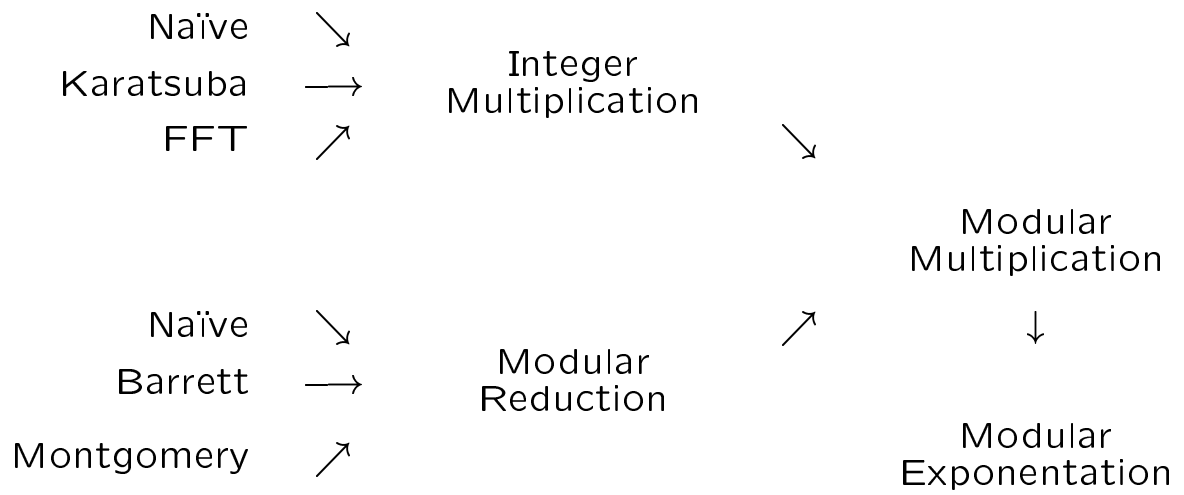 Naïve
Karatsuba
FFT
Integer
Multiplication
Modular
Multiplication
Naïve
Barrett
Montgomery
Modular
Reduction
Modular
Exponentation